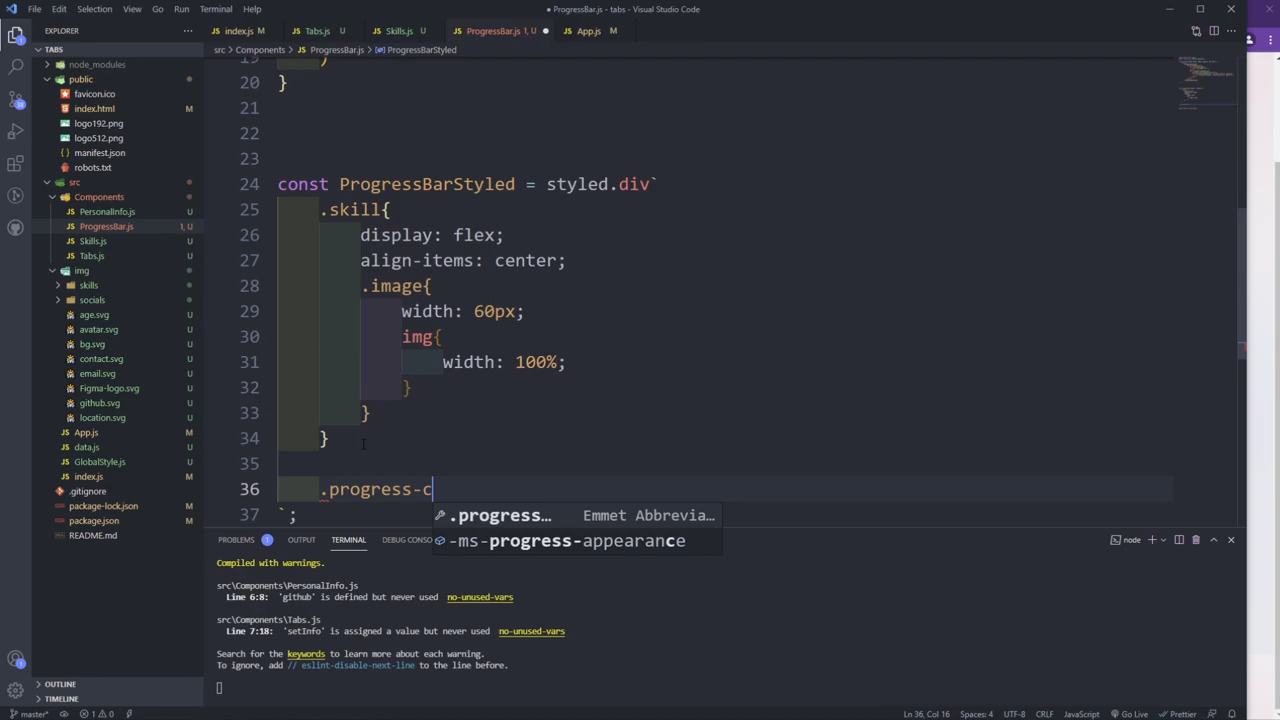 File Edit Selection View Go Run Terminal Help
● ProgressBar.js - tabs - Visual Studio Code
EXPLORER ···
index.js M
Tabs.js U
Skills.js U
ProgressBar.js 1, U ●
App.js M
src > Components > ProgressBar.js > ProgressBarStyled
TABS
node_modules
public
favicon.ico
index.html M
logo192.png
logo512.png
manifest.json
robots.txt
src
Components
PersonalInfo.js U
ProgressBar.js 1, U
Skills.js U
Tabs.js U
img
skills
socials
age.svg U
avatar.svg U
bg.svg U
contact.svg U
email.svg U
Figma-logo.svg U
github.svg U
location.svg U
App.js M
data.js U
GlobalStyle.js U
index.js M
.gitignore
package-lock.json M
package.json M
README.md
OUTLINE
TIMELINE
19 )
20 }
21
22
23
24 const ProgressBarStyled = styled.div`
25 .skill{
26 display: flex;
27 align-items: center;
28 .image{
29 width: 60px;
30 img{
31 width: 100%;
32 }
33 }
34 }
35
36 .progress-c
37 `;
.progress… Emmet Abbrevia…
-ms-progress-appearance
PROBLEMS 1 OUTPUT TERMINAL DEBUG CONSO
node
Compiled with warnings.
src\Components\PersonalInfo.js
Line 6:8: 'github' is defined but never used no-unused-vars
src\Components\Tabs.js
Line 7:18: 'setInfo' is assigned a value but never used no-unused-vars
Search for the keywords to learn more about each warning.
To ignore, add // eslint-disable-next-line to the line before.
master* 1 0 Ln 36, Col 16 Spaces: 4 UTF-8 CRLF JavaScript Go Live Prettier